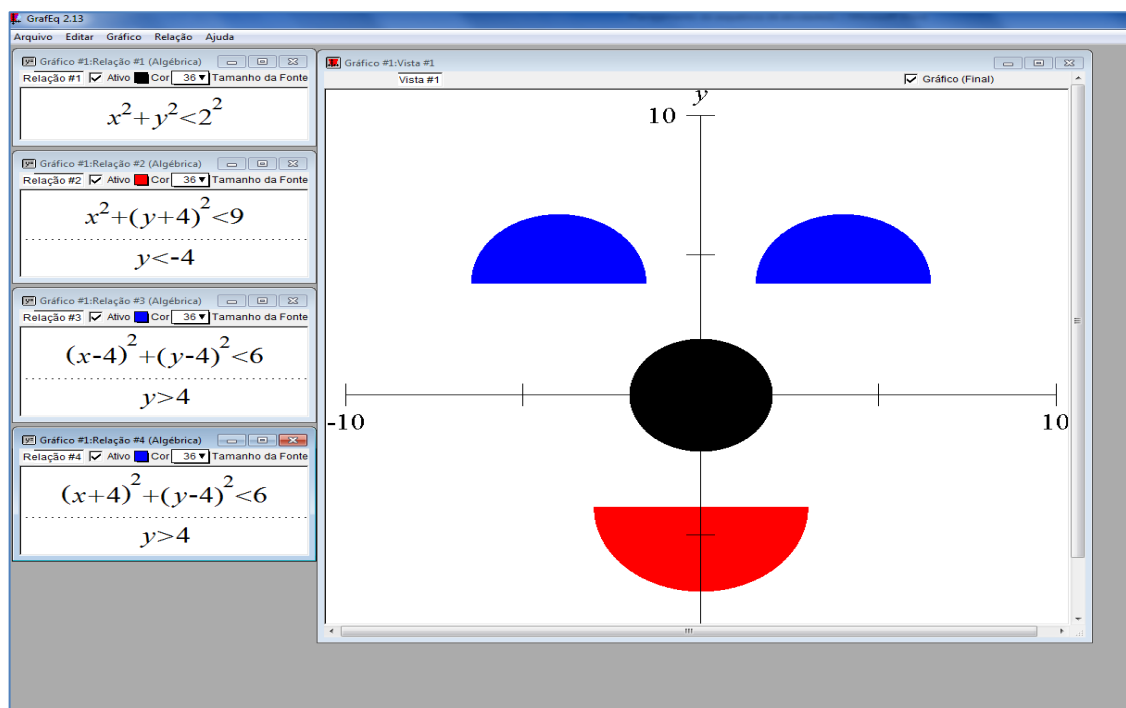 GrafEq 2.13
Arquivo Editar Gráfico Relação Ajuda
Gráfico #1:Relação #1 (Algébrica)
Relação #1 Ativo Cor 36 Tamanho da Fonte
x²+y²<2²
Gráfico #1:Relação #2 (Algébrica)
Relação #2 Ativo Cor 36 Tamanho da Fonte
x²+(y+4)²<9
y<-4
Gráfico #1:Relação #3 (Algébrica)
Relação #3 Ativo Cor 36 Tamanho da Fonte
(x-4)²+(y-4)²<6
y>4
Gráfico #1:Relação #4 (Algébrica)
Relação #4 Ativo Cor 36 Tamanho da Fonte
(x+4)²+(y-4)²<6
y>4
Gráfico #1:Vista #1
Vista #1 Gráfico (Final)
y
10
-10 10